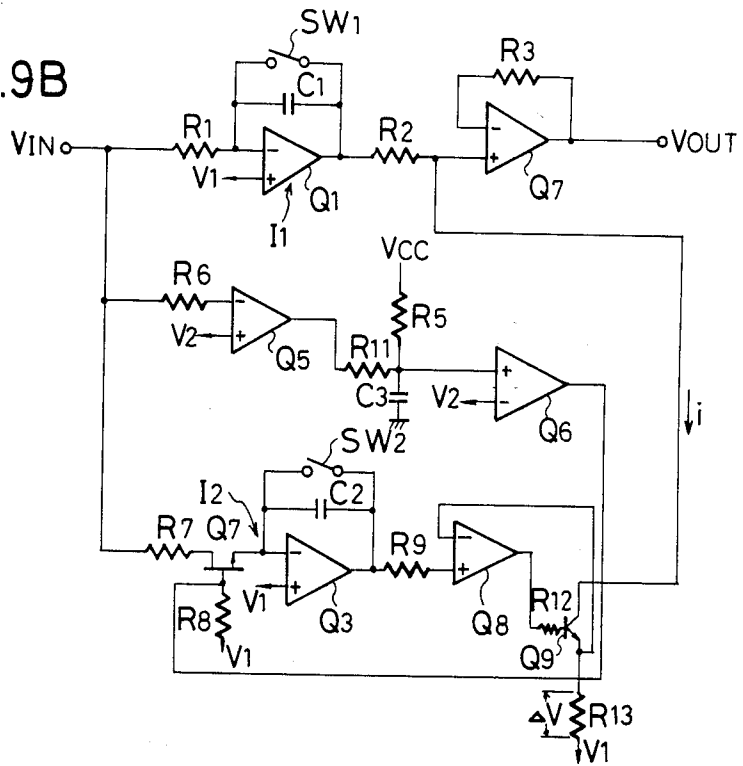 .9B
SW1
C1
R1
VIN
V1
Q1
I1
R2
R3
Q7
VOUT
VCC
R6
V2
Q5
R5
R11
C3
V2
Q6
i
SW2
I2
C2
R7
Q7
R8
V1
V1
Q3
R9
Q8
R12
Q9
ΔV
R13
V1